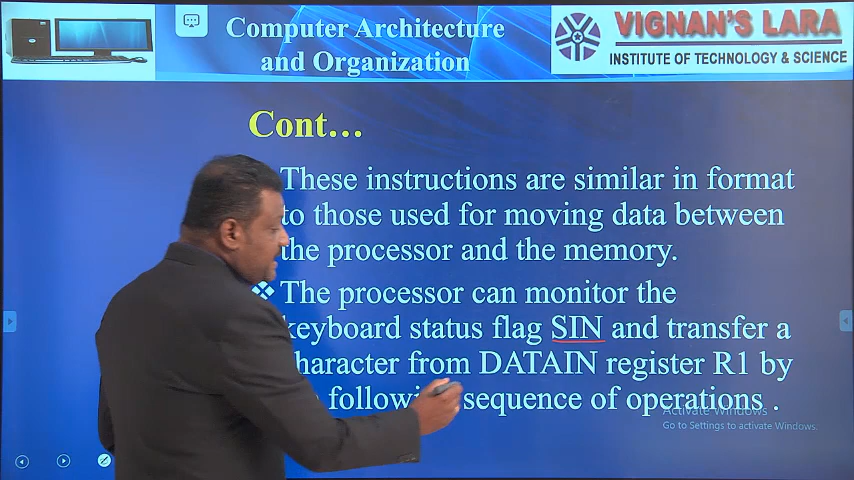 Computer Architecture
and Organization
VIGNAN'S LARA
INSTITUTE OF TECHNOLOGY & SCIENCE
Cont…
These instructions are similar in format
to those used for moving data between
the processor and the memory.
The processor can monitor the
keyboard status flag SIN and transfer a
character from DATAIN register R1 by
following sequence of operations .
Activate Windows
Go to Settings to activate Windows.